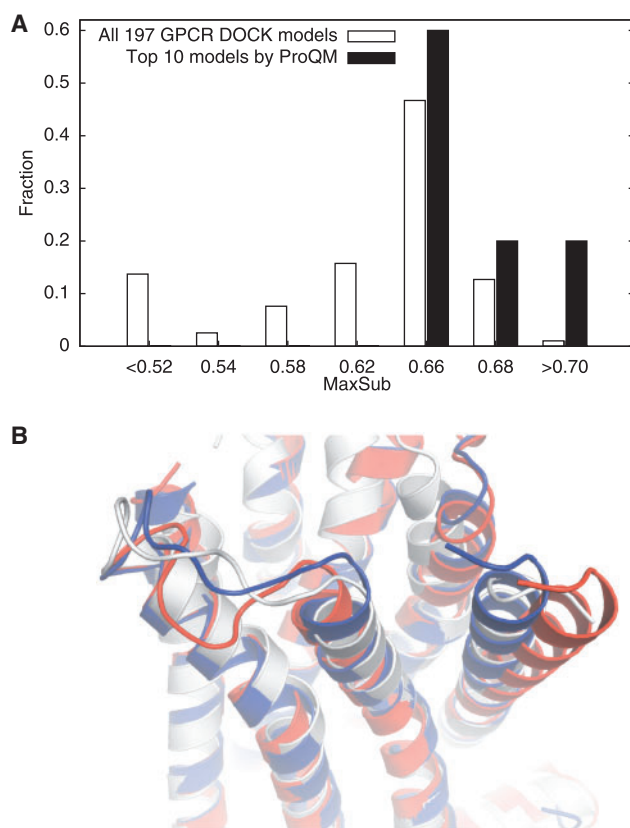 A
All 197 GPCR DOCK models
Top 10 models by ProQM
0.6
0.5
0.4
0.3
0.2
0.1
0
Fraction
<0.52 0.54 0.58 0.62 0.66 0.68 >0.70
MaxSub
B